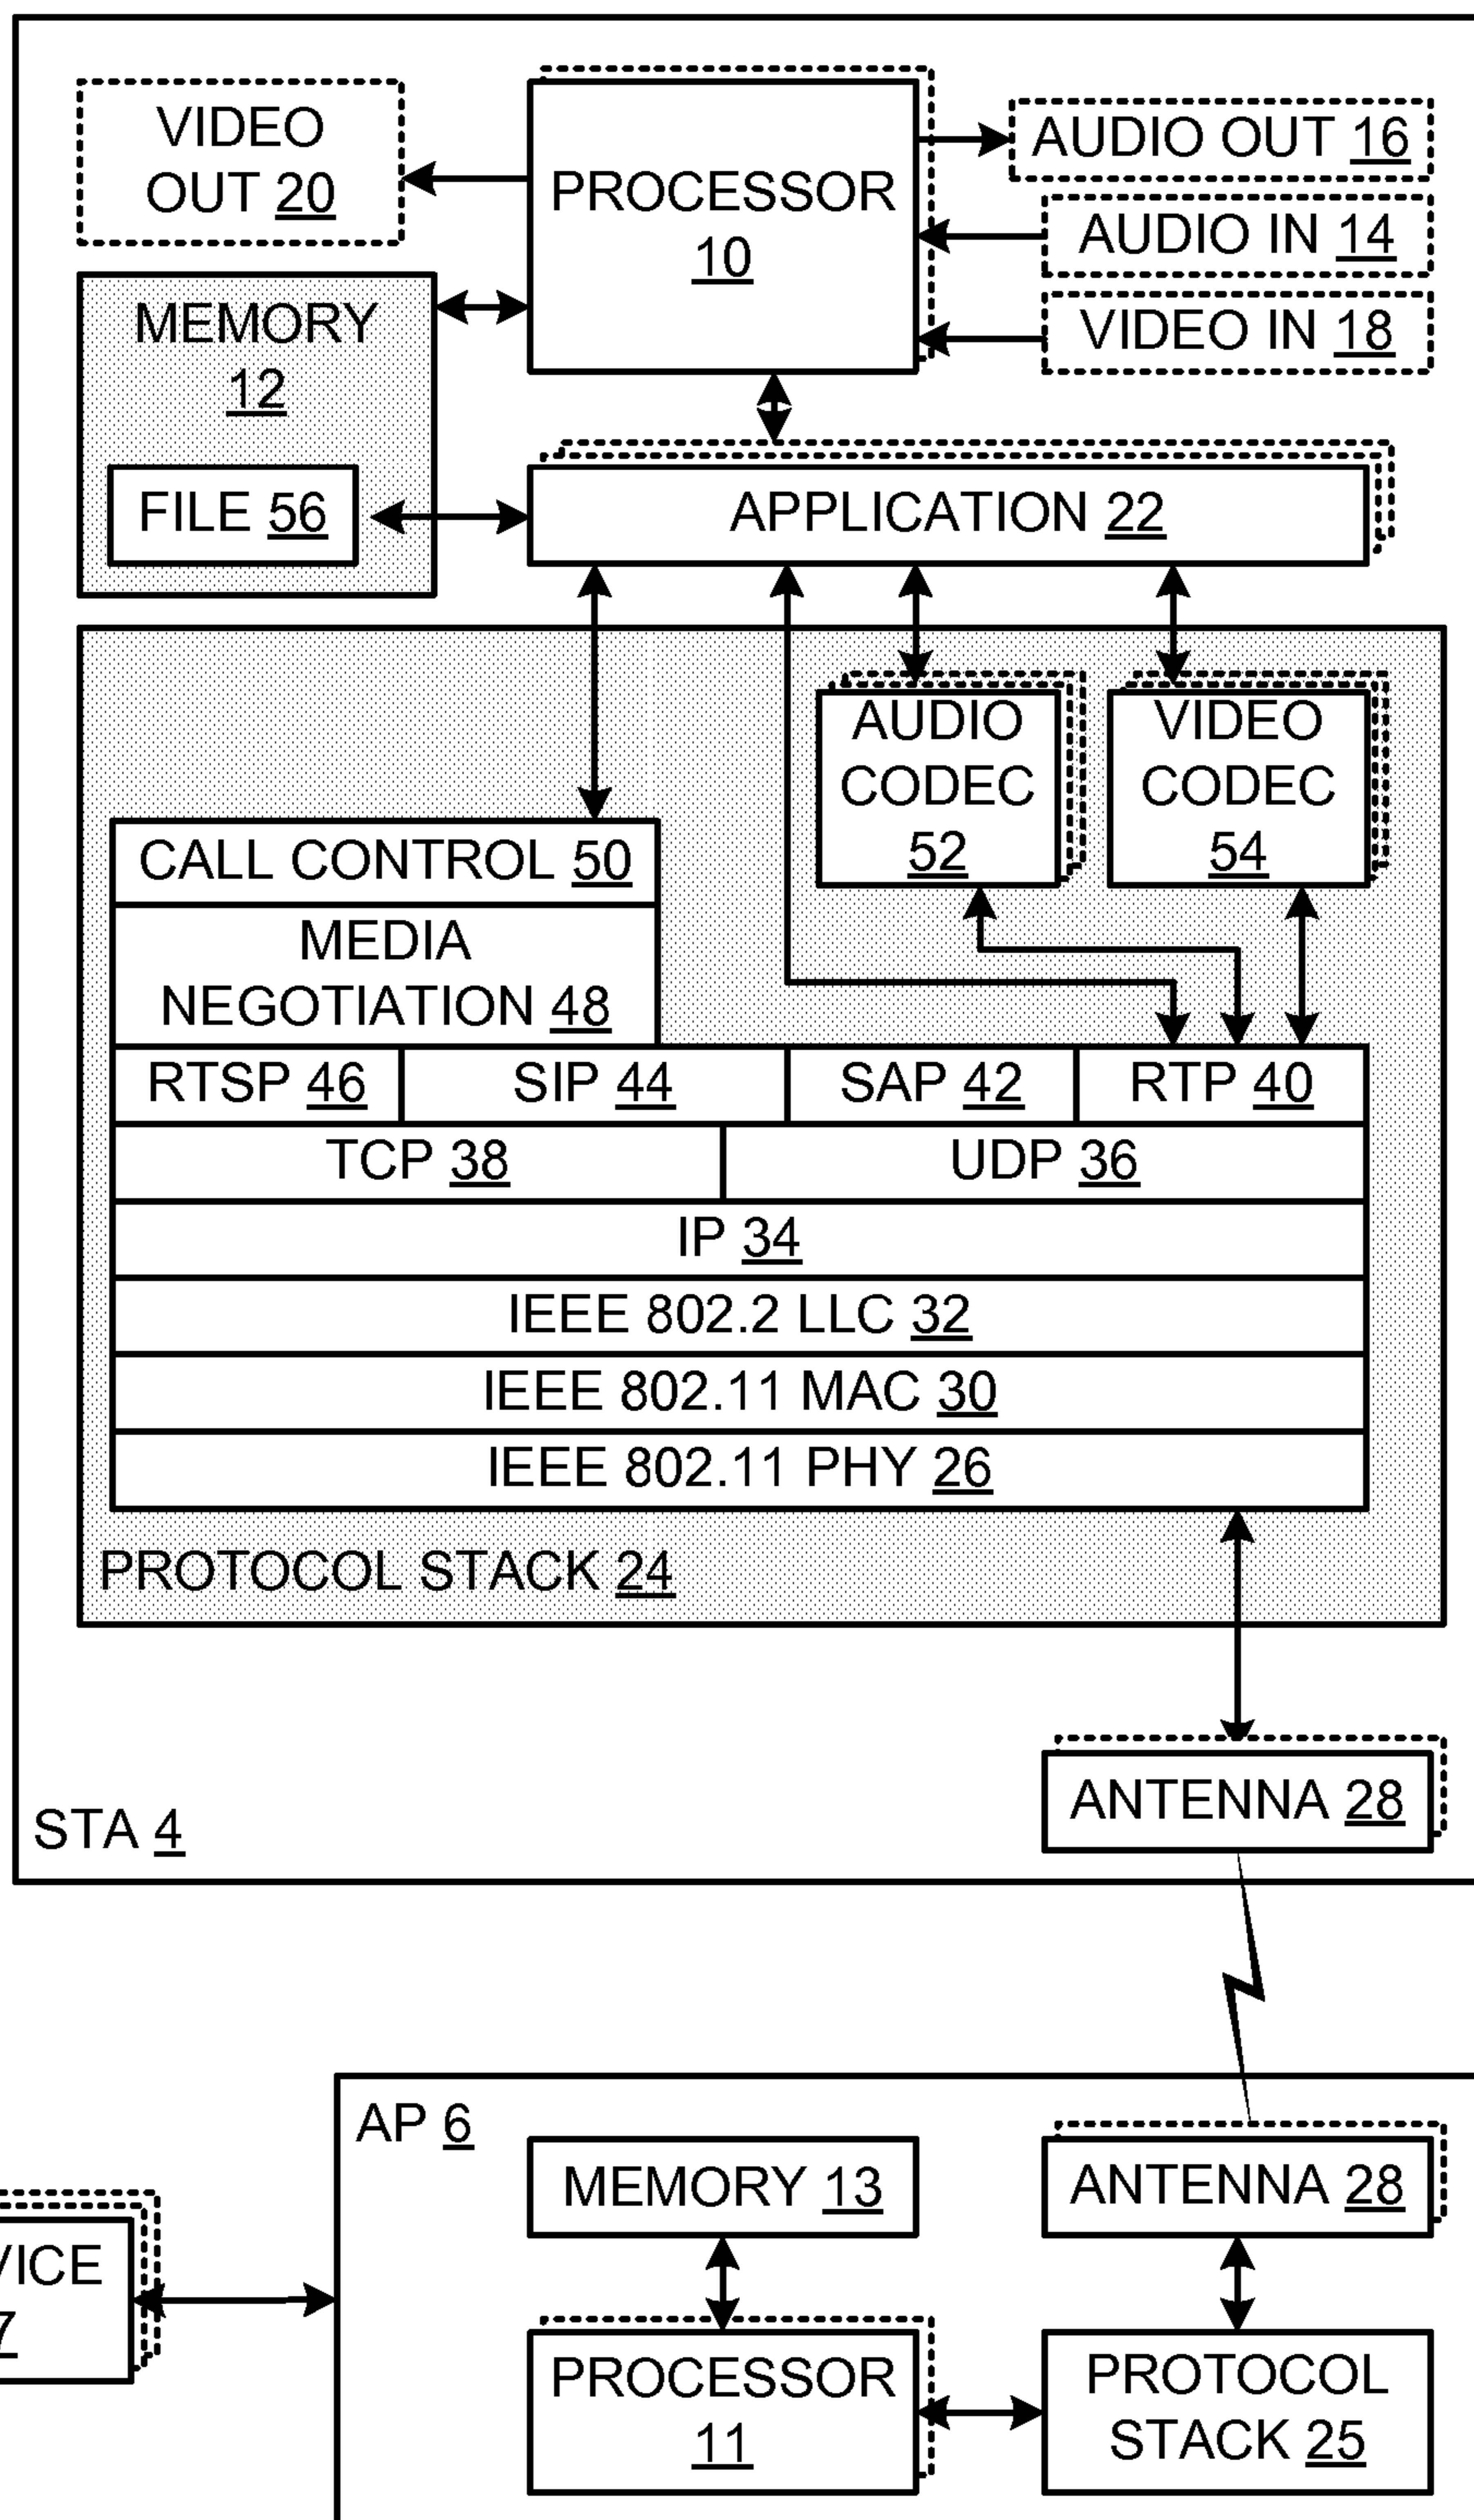 VIDEO
OUT 20
PROCESSOR
10
AUDIO OUT 16
AUDIO IN 14
VIDEO IN 18
MEMORY
12
FILE 56
APPLICATION 22
AUDIO
CODEC
52
VIDEO
CODEC
54
CALL CONTROL 50
MEDIA
NEGOTIATION 48
RTSP 46
SIP 44
SAP 42
RTP 40
TCP 38
UDP 36
IP 34
IEEE 802.2 LLC 32
IEEE 802.11 MAC 30
IEEE 802.11 PHY 26
PROTOCOL STACK 24
ANTENNA 28
STA 4
AP 6
MEMORY 13
ANTENNA 28
VICE
7
PROCESSOR
11
PROTOCOL
STACK 25